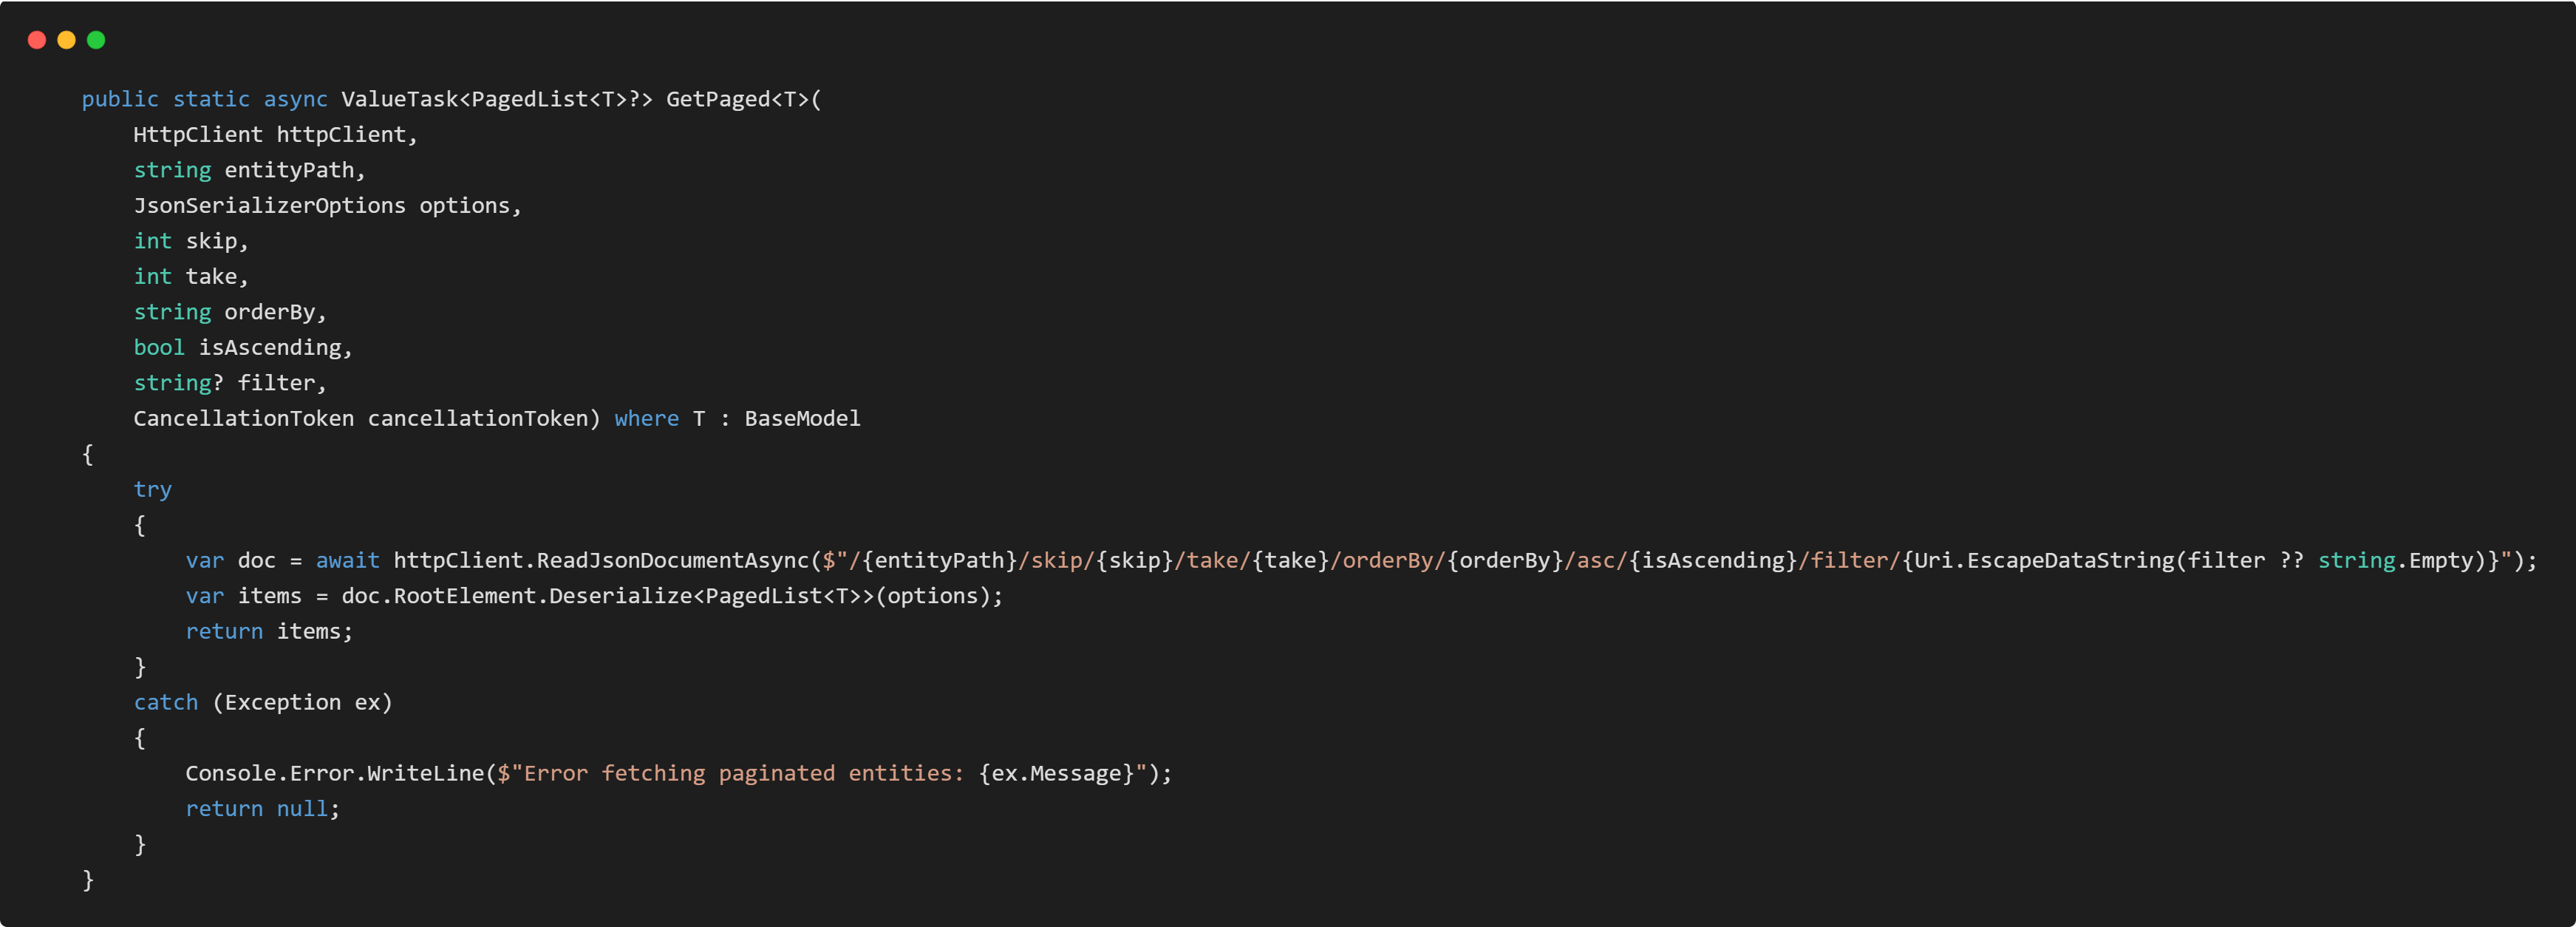 public static async ValueTask<PagedList<T>?> GetPaged<T>(
    HttpClient httpClient,
    string entityPath,
    JsonSerializerOptions options,
    int skip,
    int take,
    string orderBy,
    bool isAscending,
    string? filter,
    CancellationToken cancellationToken) where T : BaseModel
{
    try
    {
        var doc = await httpClient.ReadJsonDocumentAsync($"/{entityPath}/skip/{skip}/take/{take}/orderBy/{orderBy}/asc/{isAscending}/filter/{Uri.EscapeDataString(filter ?? string.Empty)}");
        var items = doc.RootElement.Deserialize<PagedList<T>>(options);
        return items;
    }
    catch (Exception ex)
    {
        Console.Error.WriteLine($"Error fetching paginated entities: {ex.Message}");
        return null;
    }
}